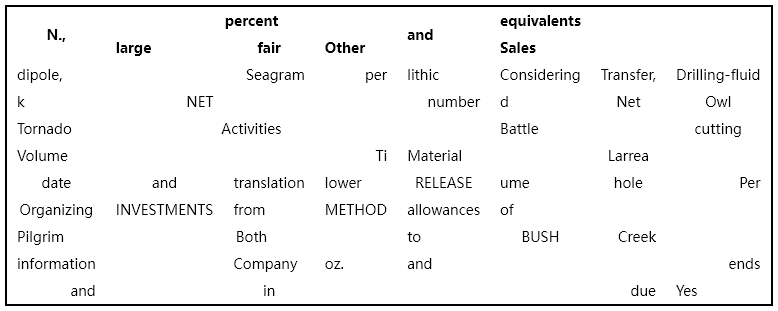 percent equivalents
N., and
large fair Other Sales
dipole, Seagram per lithic Considering Transfer, Drilling-fluid
k NET number d Net Owl
Tornado Activities Battle cutting
Volume Ti Material Larrea
date and translation lower RELEASE ume hole Per
Organizing INVESTMENTS from METHOD allowances of
Pilgrim Both to BUSH Creek
information Company oz. and ends
and in due Yes